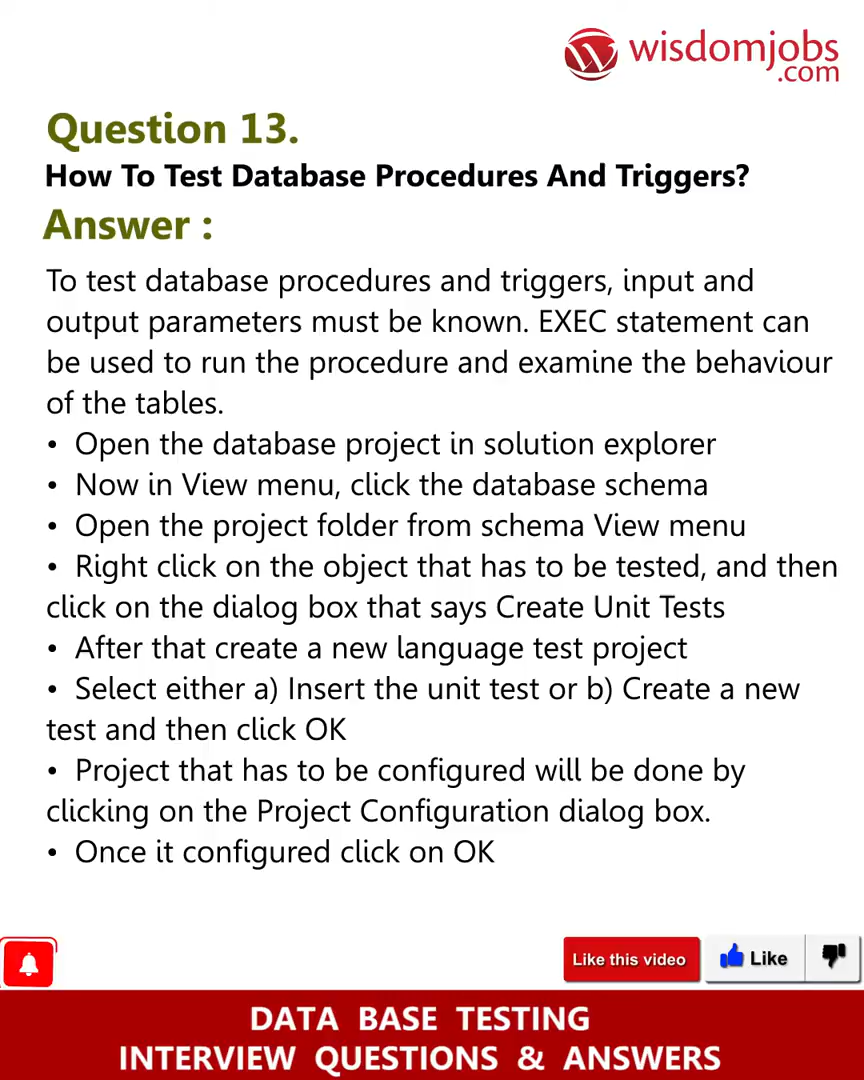 wisdomjobs
.com
Question 13.
How To Test Database Procedures And Triggers?
Answer :
To test database procedures and triggers, input and
output parameters must be known. EXEC statement can
be used to run the procedure and examine the behaviour
of the tables.
• Open the database project in solution explorer
• Now in View menu, click the database schema
• Open the project folder from schema View menu
• Right click on the object that has to be tested, and then
click on the dialog box that says Create Unit Tests
• After that create a new language test project
• Select either a) Insert the unit test or b) Create a new
test and then click OK
• Project that has to be configured will be done by
clicking on the Project Configuration dialog box.
• Once it configured click on OK
Like this video
Like
DATA BASE TESTING
INTERVIEW QUESTIONS & ANSWERS